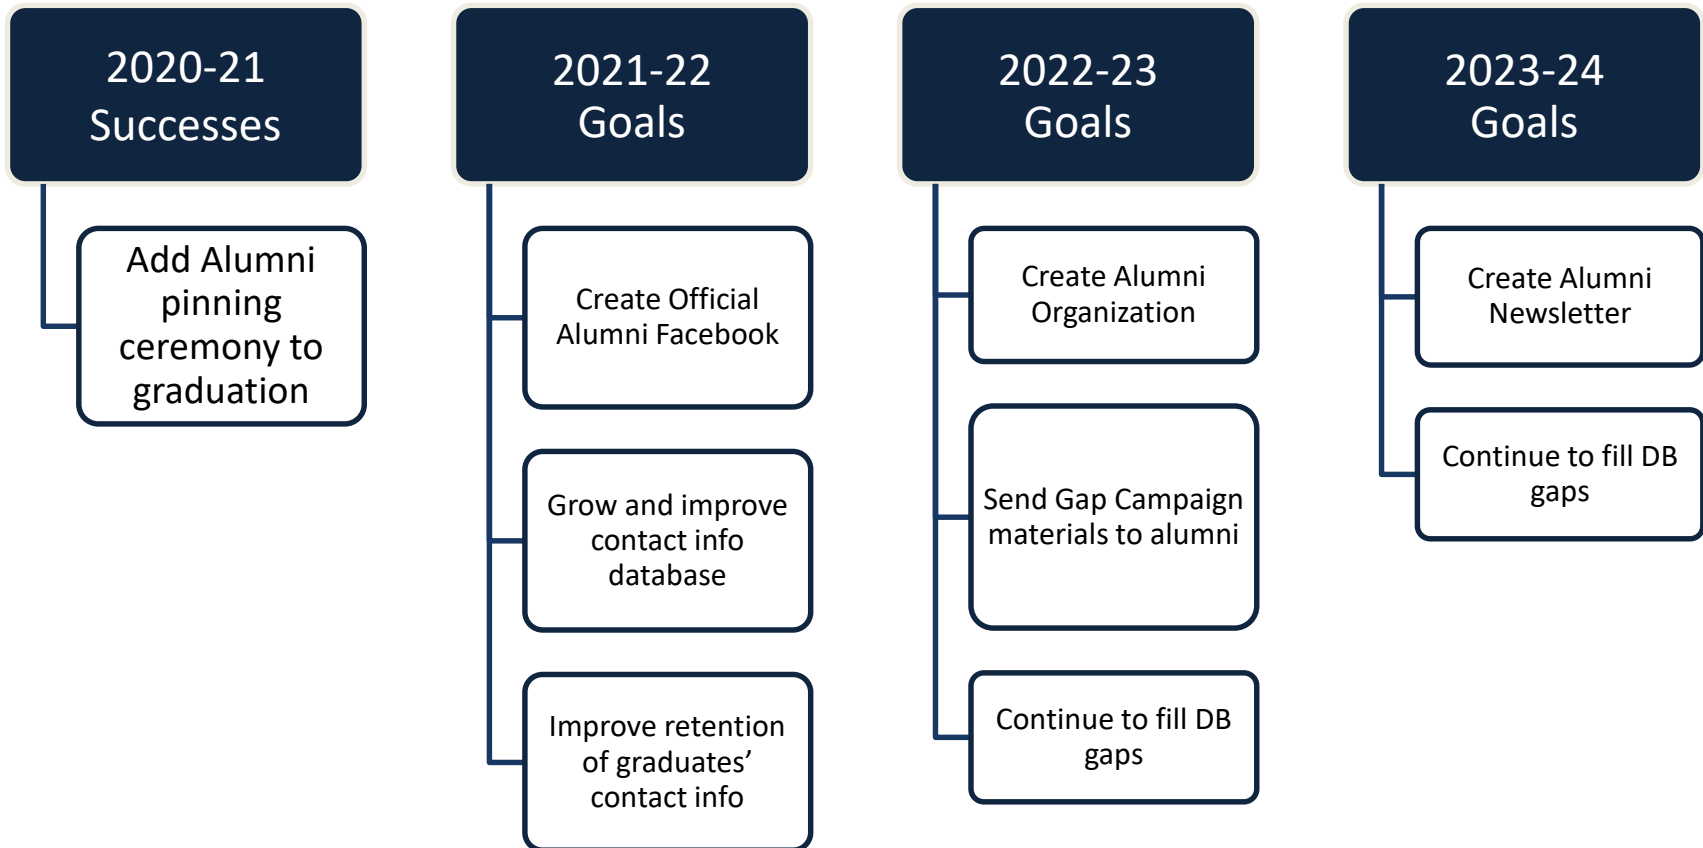 2020-21
Successes
Add Alumni
pinning
ceremony to
graduation
2021-22
Goals
Create Official
Alumni Facebook
Grow and improve
contact info
database
Improve retention
of graduates’
contact info
2022-23
Goals
Create Alumni
Organization
Send Gap Campaign
materials to alumni
Continue to fill DB
gaps
2023-24
Goals
Create Alumni
Newsletter
Continue to fill DB
gaps